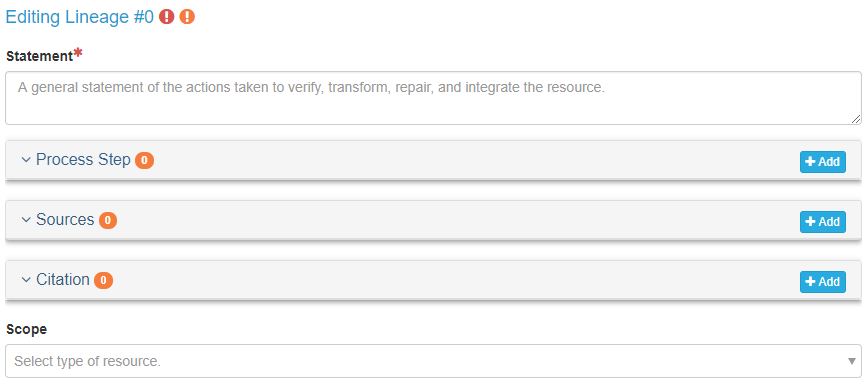 Editing Lineage #0
Statement*
A general statement of the actions taken to verify, transform, repair, and integrate the resource.
Process Step 0 Add
Sources 0 Add
Citation 0 Add
Scope
Select type of resource.